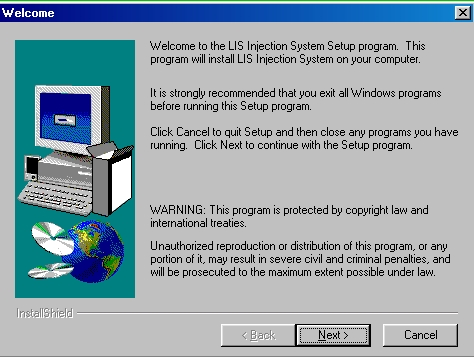 Welcome
Welcome to the LIS Injection System Setup program. This
program will install LIS Injection System on your computer.
It is strongly recommended that you exit all Windows programs
before running this Setup program.
Click Cancel to quit Setup and then close any programs you have
running. Click Next to continue with the Setup program.
WARNING: This program is protected by copyright law and
international treaties.
Unauthorized reproduction or distribution of this program, or any
portion of it, may result in severe civil and criminal penalties, and
will be prosecuted to the maximum extent possible under law.
InstallShield
< Back Next > Cancel